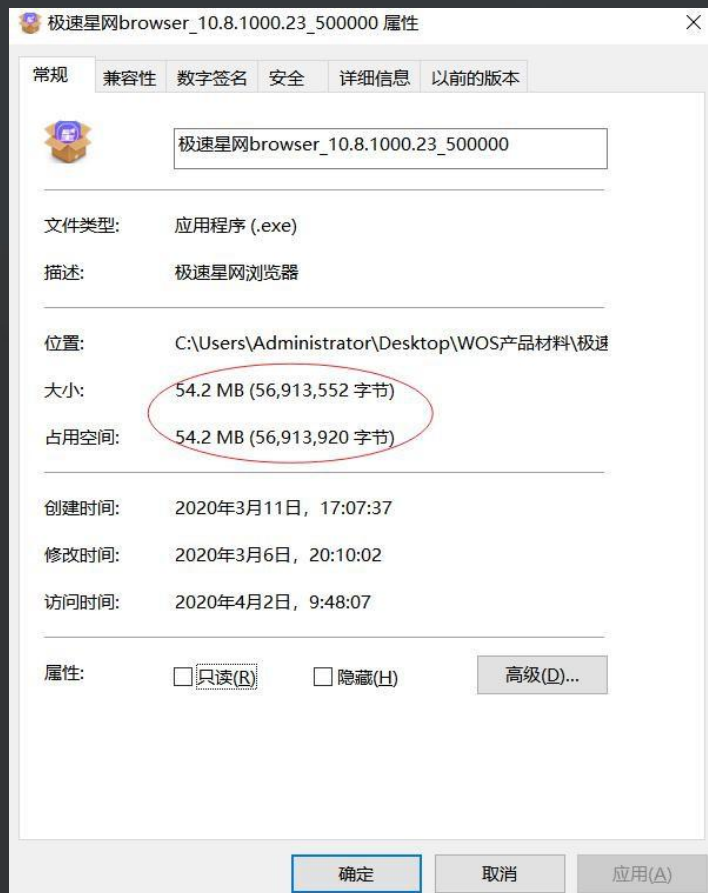 极速星网browser_10.8.1000.23_500000 属性
常规 兼容性 数字签名 安全 详细信息 以前的版本
极速星网browser_10.8.1000.23_500000
文件类型: 应用程序 (.exe)
描述: 极速星网浏览器
位置: C:\Users\Administrator\Desktop\WOS产品材料\极速
大小: 54.2 MB (56,913,552 字节)
占用空间: 54.2 MB (56,913,920 字节)
创建时间: 2020年3月11日，17:07:37
修改时间: 2020年3月6日，20:10:02
访问时间: 2020年4月2日，9:48:07
属性: 只读(R) 隐藏(H) 高级(D)...
确定 取消 应用(A)